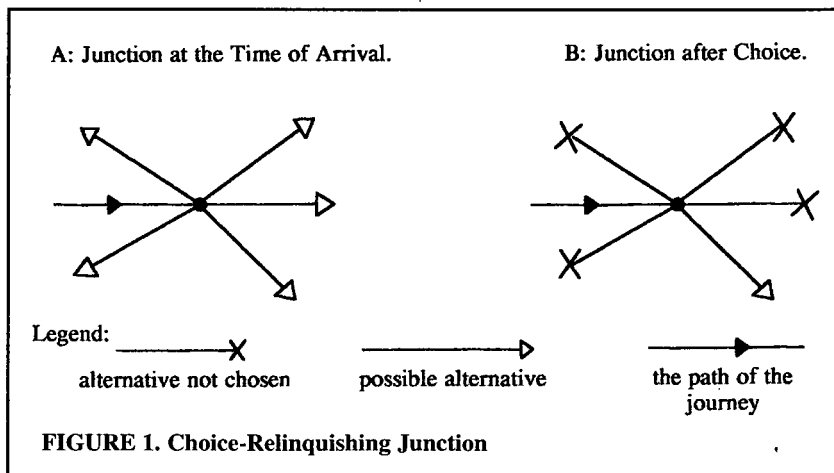 A: Junction at the Time of Arrival.
B: Junction after Choice.
Legend:
alternative not chosen
possible alternative
the path of the
journey
FIGURE 1. Choice-Relinquishing Junction